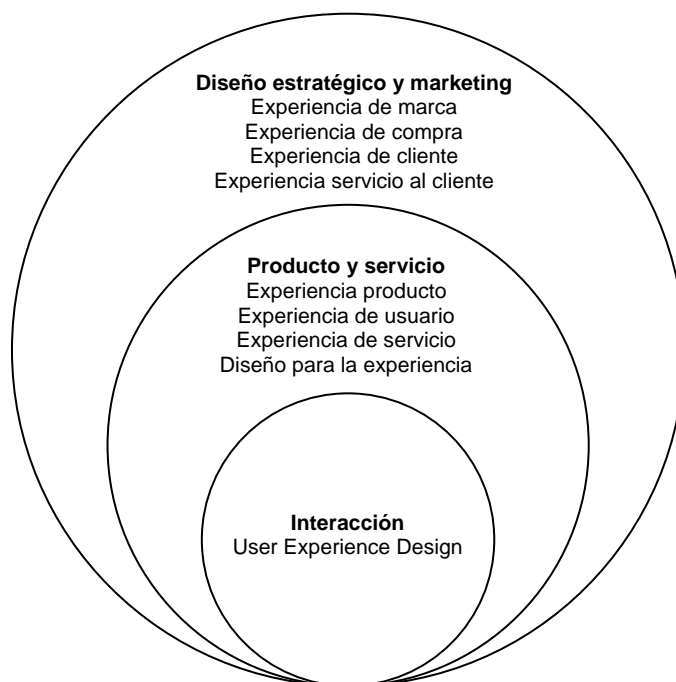 Diseño estratégico y marketing
Experiencia de marca
Experiencia de compra
Experiencia de cliente
Experiencia servicio al cliente
Producto y servicio
Experiencia producto
Experiencia de usuario
Experiencia de servicio
Diseño para la experiencia
Interacción
User Experience Design